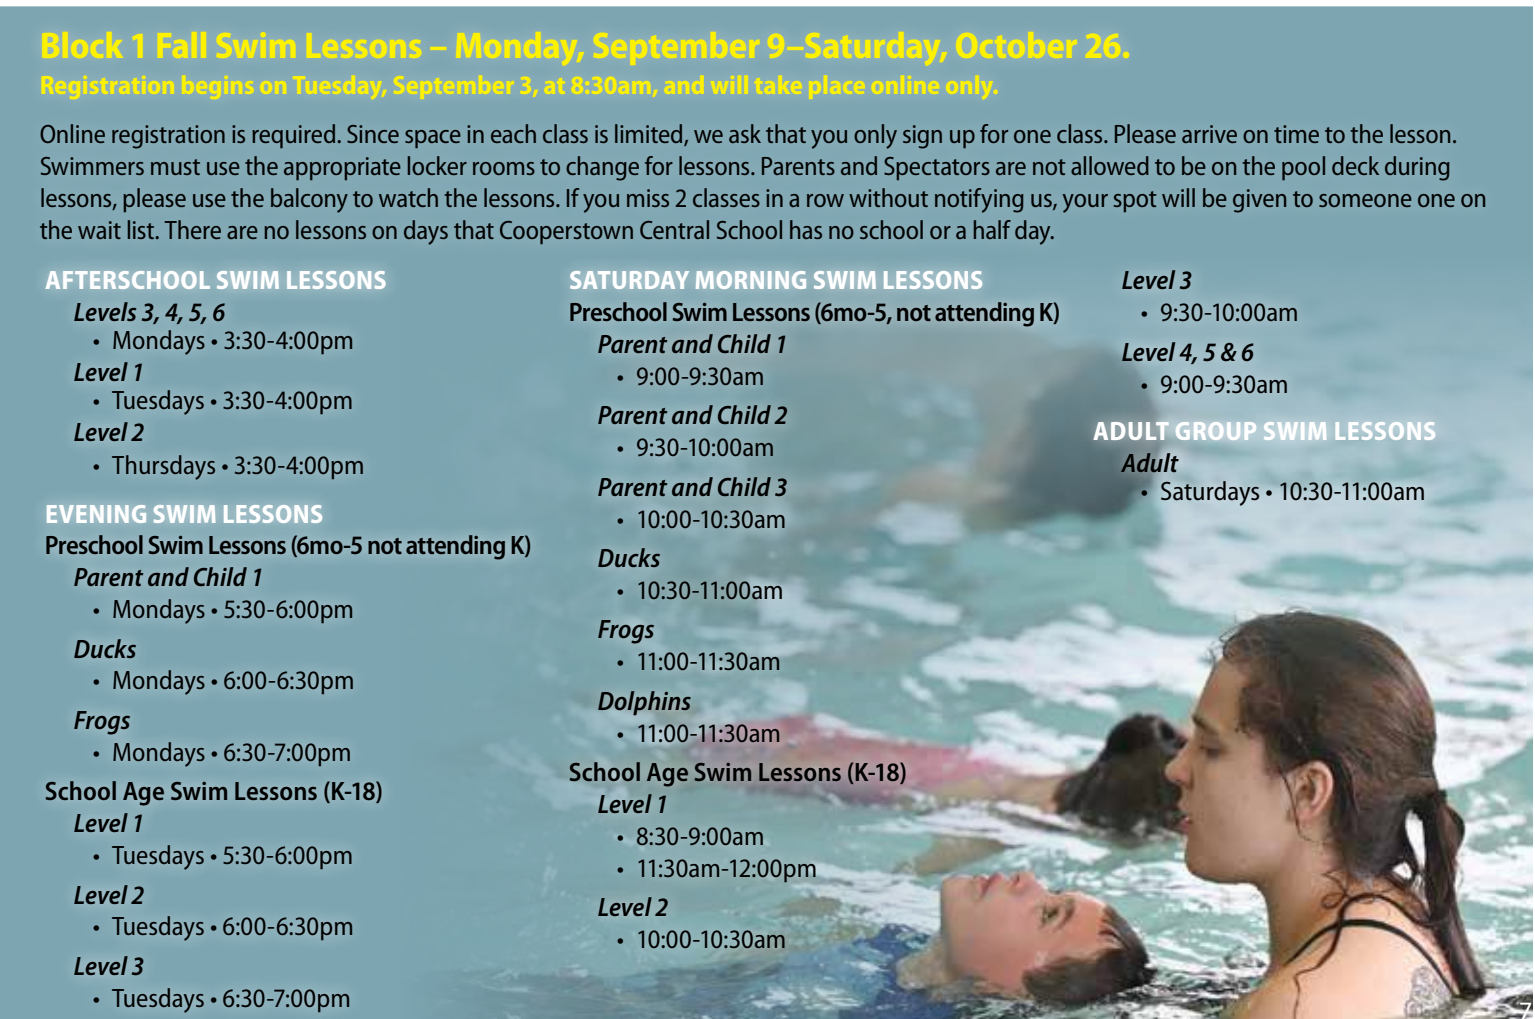 Block 1 Fall Swim Lessons – Monday, September 9–Saturday, October 26.
Registration begins on Tuesday, September 3, at 8:30am, and will take place online only.
Online registration is required. Since space in each class is limited, we ask that you only sign up for one class. Please arrive on time to the lesson.
Swimmers must use the appropriate locker rooms to change for lessons. Parents and Spectators are not allowed to be on the pool deck during
lessons, please use the balcony to watch the lessons. If you miss 2 classes in a row without notifying us, your spot will be given to someone one on
the wait list. There are no lessons on days that Cooperstown Central School has no school or a half day.
AFTERSCHOOL SWIM LESSONS
Levels 3, 4, 5, 6
• Mondays • 3:30-4:00pm
Level 1
• Tuesdays • 3:30-4:00pm
Level 2
• Thursdays • 3:30-4:00pm
EVENING SWIM LESSONS
Preschool Swim Lessons (6mo-5 not attending K)
Parent and Child 1
• Mondays • 5:30-6:00pm
Ducks
• Mondays • 6:00-6:30pm
Frogs
• Mondays • 6:30-7:00pm
School Age Swim Lessons (K-18)
Level 1
• Tuesdays • 5:30-6:00pm
Level 2
• Tuesdays • 6:00-6:30pm
Level 3
• Tuesdays • 6:30-7:00pm
SATURDAY MORNING SWIM LESSONS
Preschool Swim Lessons (6mo-5, not attending K)
Parent and Child 1
• 9:00-9:30am
Parent and Child 2
• 9:30-10:00am
Parent and Child 3
• 10:00-10:30am
Ducks
• 10:30-11:00am
Frogs
• 11:00-11:30am
Dolphins
• 11:00-11:30am
School Age Swim Lessons (K-18)
Level 1
• 8:30-9:00am
• 11:30am-12:00pm
Level 2
• 10:00-10:30am
Level 3
• 9:30-10:00am
Level 4, 5 & 6
• 9:00-9:30am
ADULT GROUP SWIM LESSONS
Adult
• Saturdays • 10:30-11:00am
7